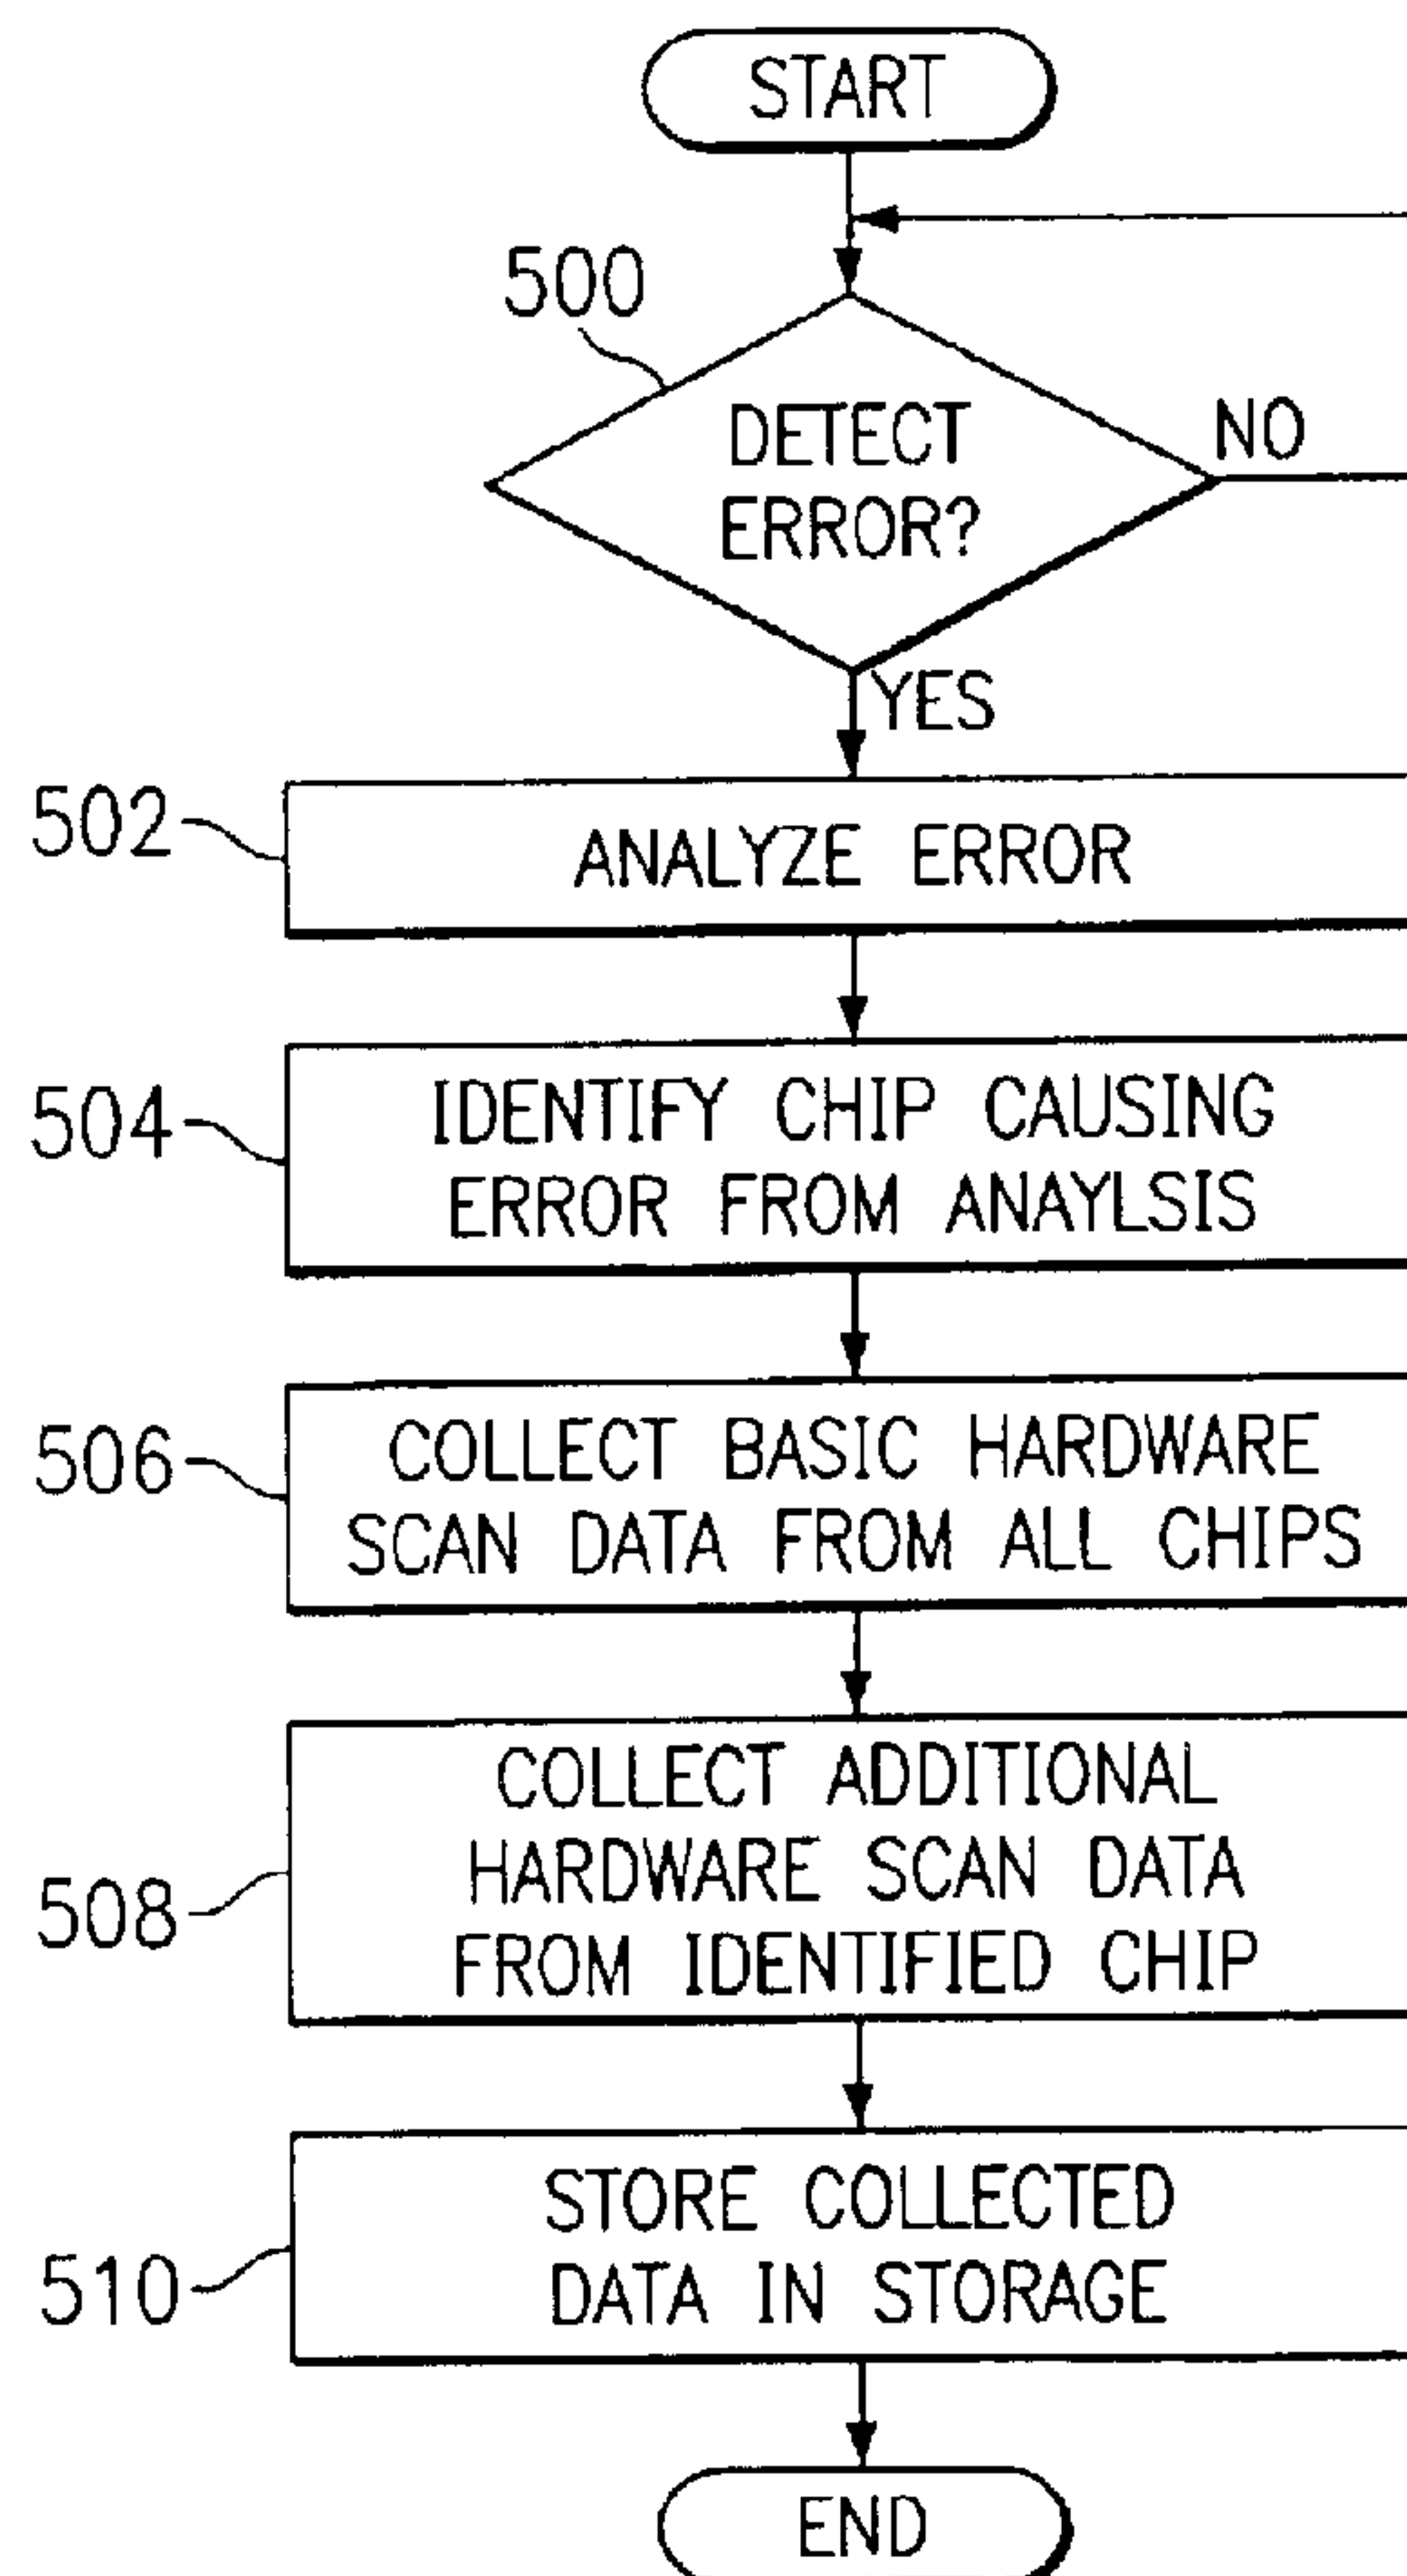 START
500
DETECT
ERROR?
NO
YES
502
ANALYZE ERROR
504
IDENTIFY CHIP CAUSING
ERROR FROM ANAYLSIS
506
COLLECT BASIC HARDWARE
SCAN DATA FROM ALL CHIPS
508
COLLECT ADDITIONAL
HARDWARE SCAN DATA
FROM IDENTIFIED CHIP
510
STORE COLLECTED
DATA IN STORAGE
END